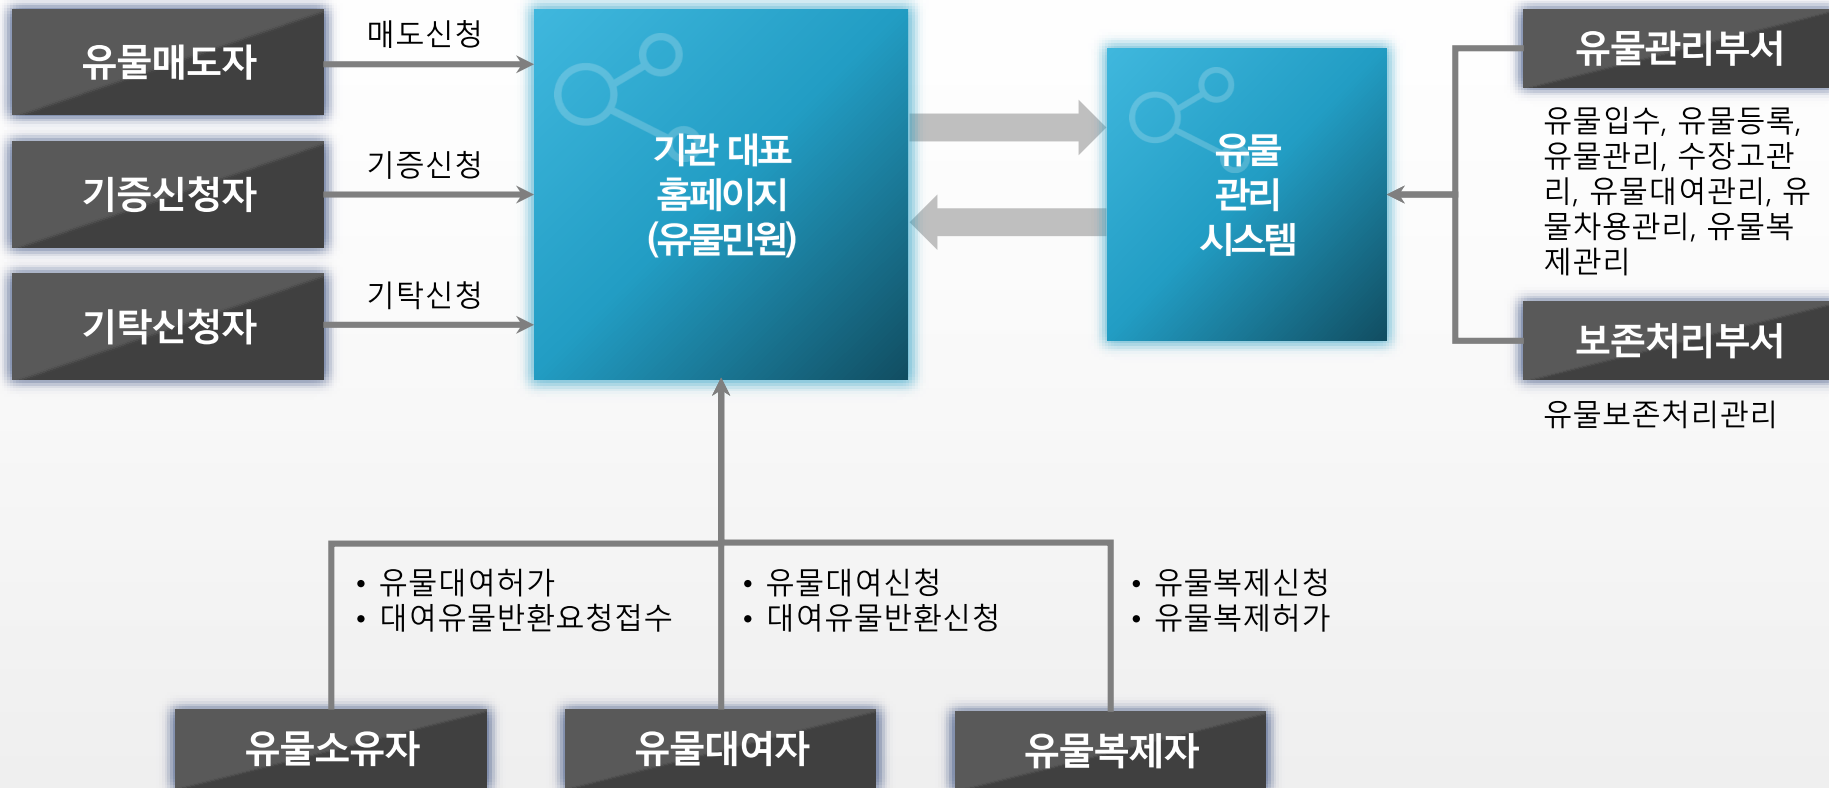 유물매도자
매도신청
기증신청자
기증신청
기탁신청자
기탁신청
기관 대표
홈페이지
(유물민원)
유물
관리
시스템
유물관리부서
유물입수, 유물등록,
유물관리, 수장고관
리, 유물대여관리, 유
물차용관리, 유물복
제관리
보존처리부서
유물보존처리관리
• 유물대여허가
• 대여유물반환요청접수
• 유물대여신청
• 대여유물반환신청
• 유물복제신청
• 유물복제허가
유물소유자
유물대여자
유물복제자